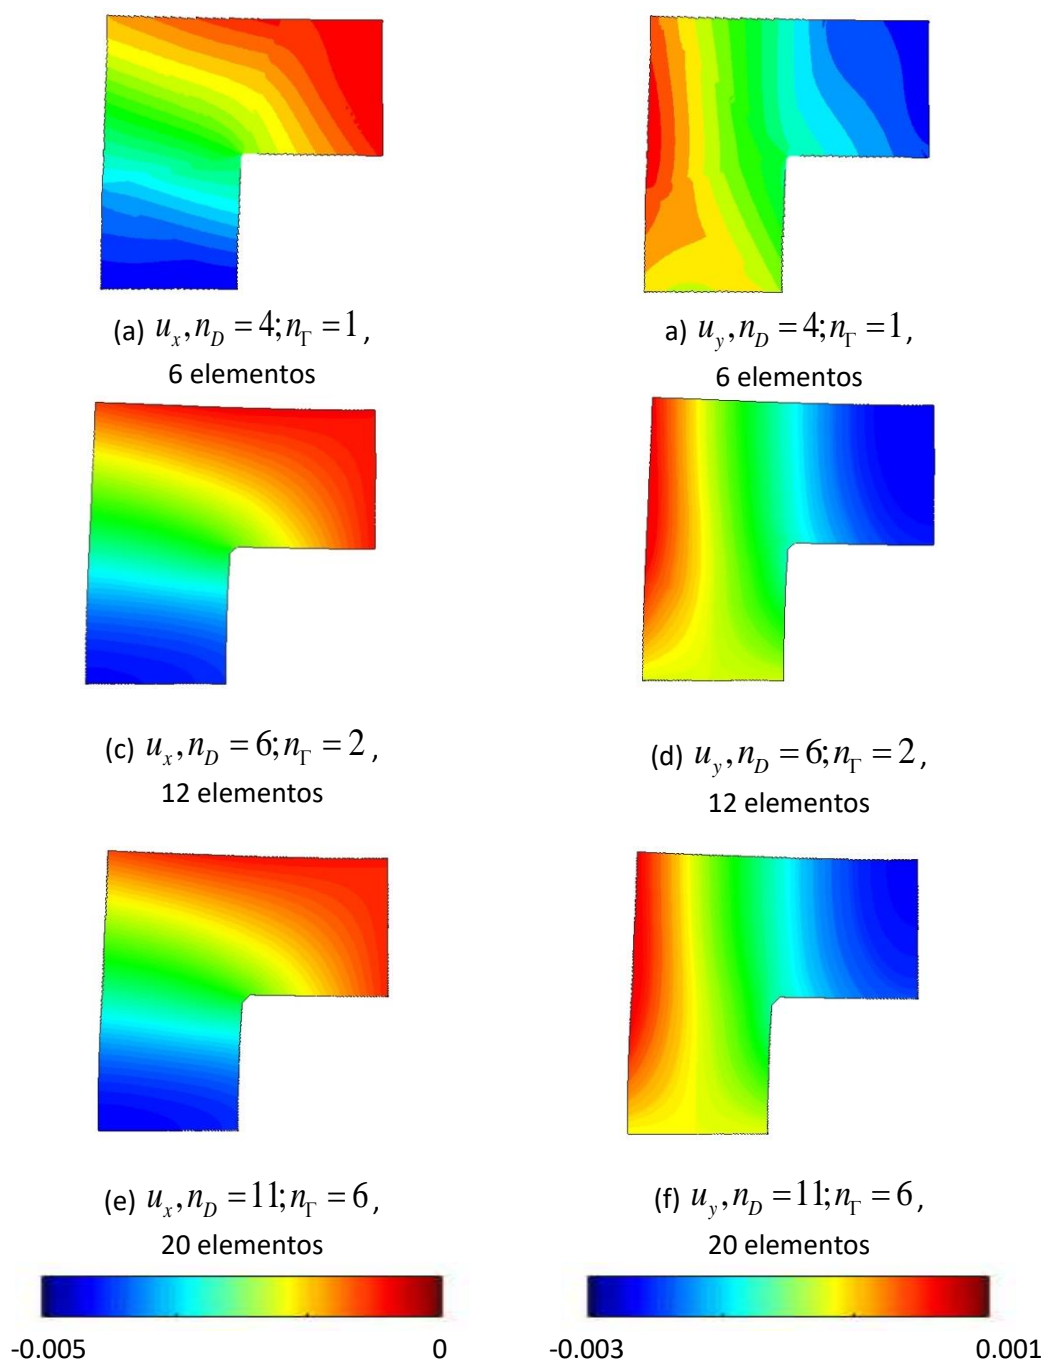 (a) u_x, n_D = 4; n_Γ = 1,
6 elementos
a) u_y, n_D = 4; n_Γ = 1,
6 elementos
(c) u_x, n_D = 6; n_Γ = 2,
12 elementos
(d) u_y, n_D = 6; n_Γ = 2,
12 elementos
(e) u_x, n_D = 11; n_Γ = 6,
20 elementos
(f) u_y, n_D = 11; n_Γ = 6,
20 elementos
-0.005 0
-0.003 0.001